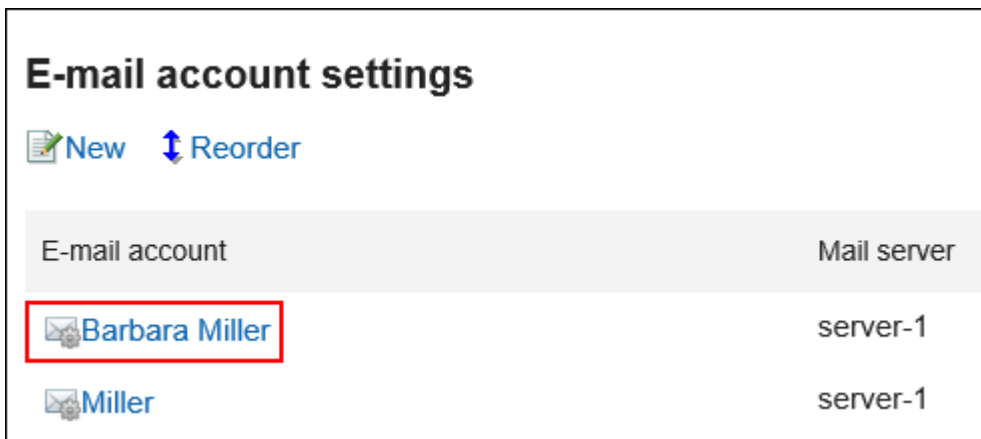 E-mail account settings
New Reorder
E-mail account Mail server
Barbara Miller server-1
Miller server-1